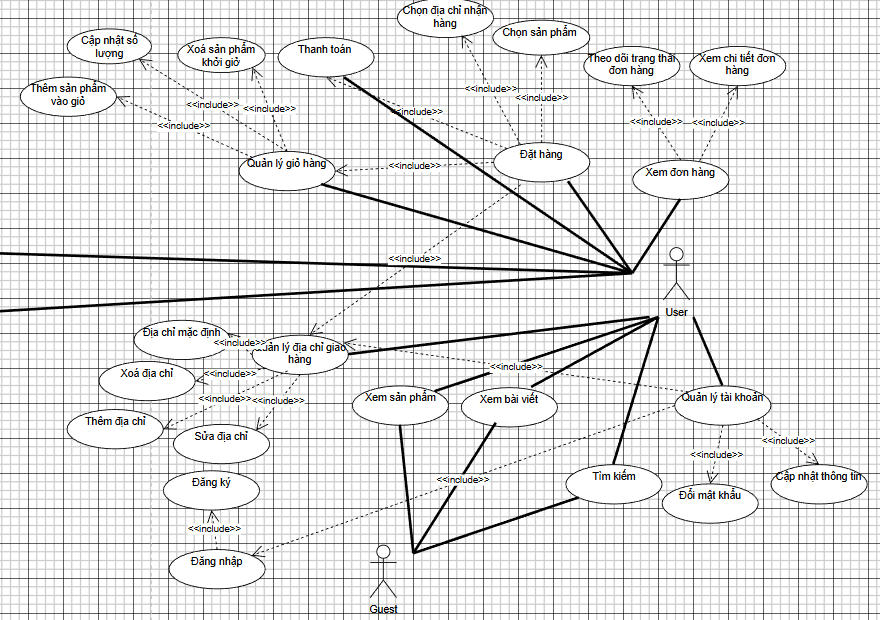 Chọn địa chỉ nhận
hàng
Chọn sản phẩm
Cập nhật số
lượng
Xoá sản phẩm
khởi giỏ
Thanh toán
Theo dõi trạng thái
đơn hàng
Xem chi tiết đơn
hàng
Thêm sản phẩm
vào giỏ
<<include>>
<<include>>
<<include>>
<<include>>
<<include>>
<<include>>
<<include>>
<<include>>
Quản lý giỏ hàng
<<include>>
Đặt hàng
Xem đơn hàng
<<include>>
User
Địa chỉ mặc định
<<include>>
Quản lý địa chỉ giao
hàng
Xoá địa chỉ
<<include>>
<<include>>
<<include>>
<<include>>
Xem sản phẩm
Xem bài viết
Quản lý tài khoản
Thêm địa chỉ
Sửa địa chỉ
<<include>>
<<include>>
Đăng ký
<<include>>
Tìm kiếm
Đổi mật khẩu
Cập nhật thông tin
<<include>>
Đăng nhập
Guest